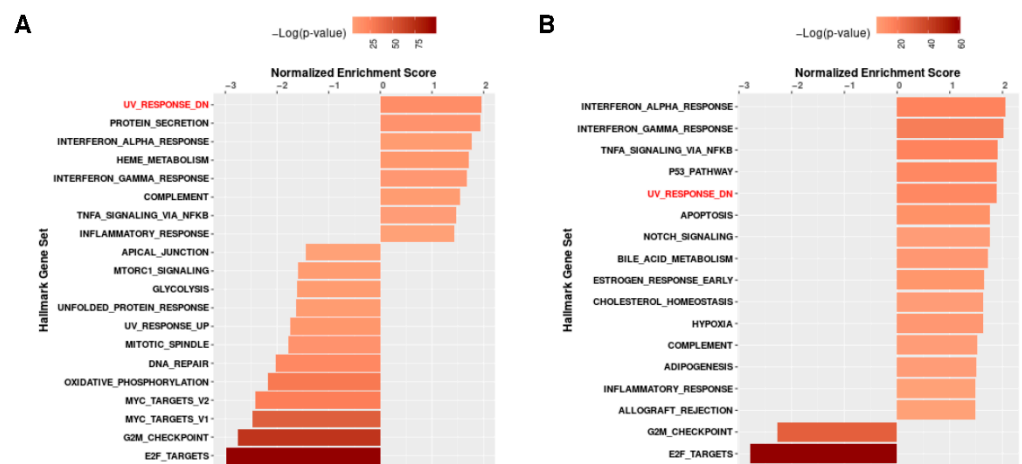 A
−Log(p-value)
25 50 75
Normalized Enrichment Score
−3 −2 −1 0 1 2
Hallmark Gene Set
UV_RESPONSE_DN
PROTEIN_SECRETION
INTERFERON_ALPHA_RESPONSE
HEME_METABOLISM
INTERFERON_GAMMA_RESPONSE
COMPLEMENT
TNFA_SIGNALING_VIA_NFKB
INFLAMMATORY_RESPONSE
APICAL_JUNCTION
MTORC1_SIGNALING
GLYCOLYSIS
UNFOLDED_PROTEIN_RESPONSE
UV_RESPONSE_UP
MITOTIC_SPINDLE
DNA_REPAIR
OXIDATIVE_PHOSPHORYLATION
MYC_TARGETS_V2
MYC_TARGETS_V1
G2M_CHECKPOINT
E2F_TARGETS
B
−Log(p-value)
20 40 60
Normalized Enrichment Score
−3 −2 −1 0 1 2
Hallmark Gene Set
INTERFERON_ALPHA_RESPONSE
INTERFERON_GAMMA_RESPONSE
TNFA_SIGNALING_VIA_NFKB
P53_PATHWAY
UV_RESPONSE_DN
APOPTOSIS
NOTCH_SIGNALING
BILE_ACID_METABOLISM
ESTROGEN_RESPONSE_EARLY
CHOLESTEROL_HOMEOSTASIS
HYPOXIA
COMPLEMENT
ADIPOGENESIS
INFLAMMATORY_RESPONSE
ALLOGRAFT_REJECTION
G2M_CHECKPOINT
E2F_TARGETS